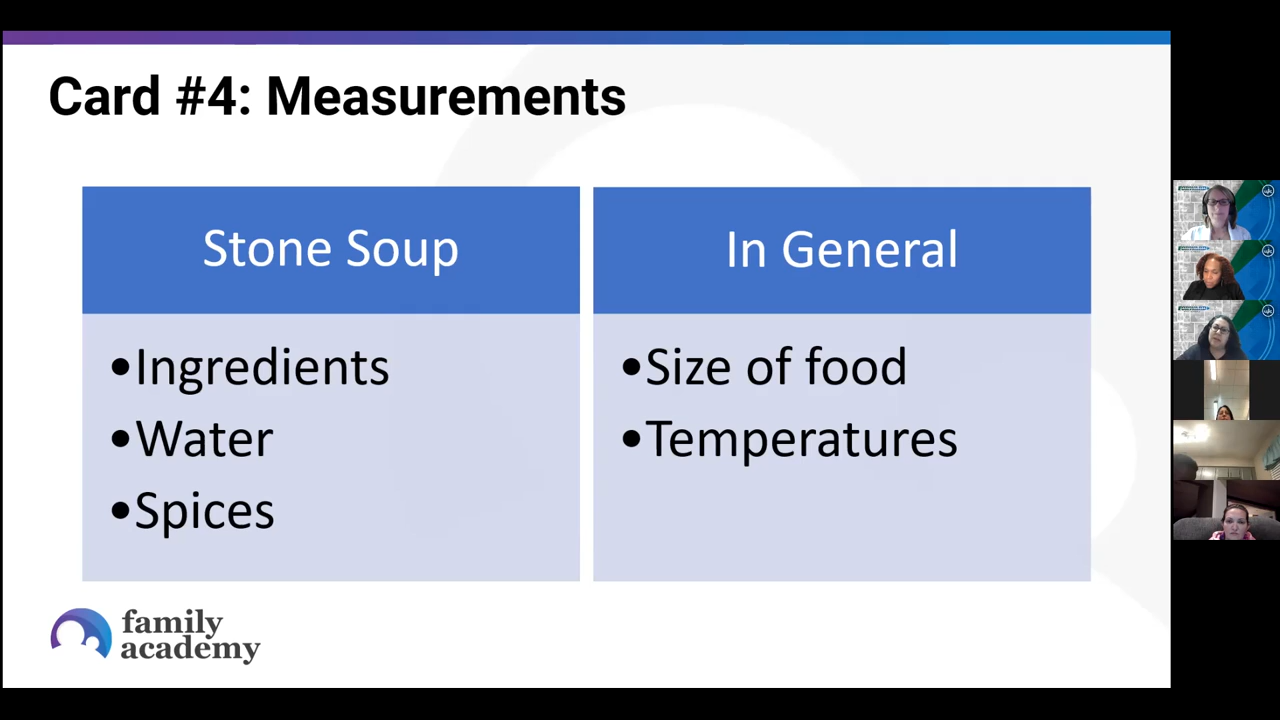 Card #4: Measurements
Stone Soup
•Ingredients
•Water
•Spices
In General
•Size of food
•Temperatures
family
academy